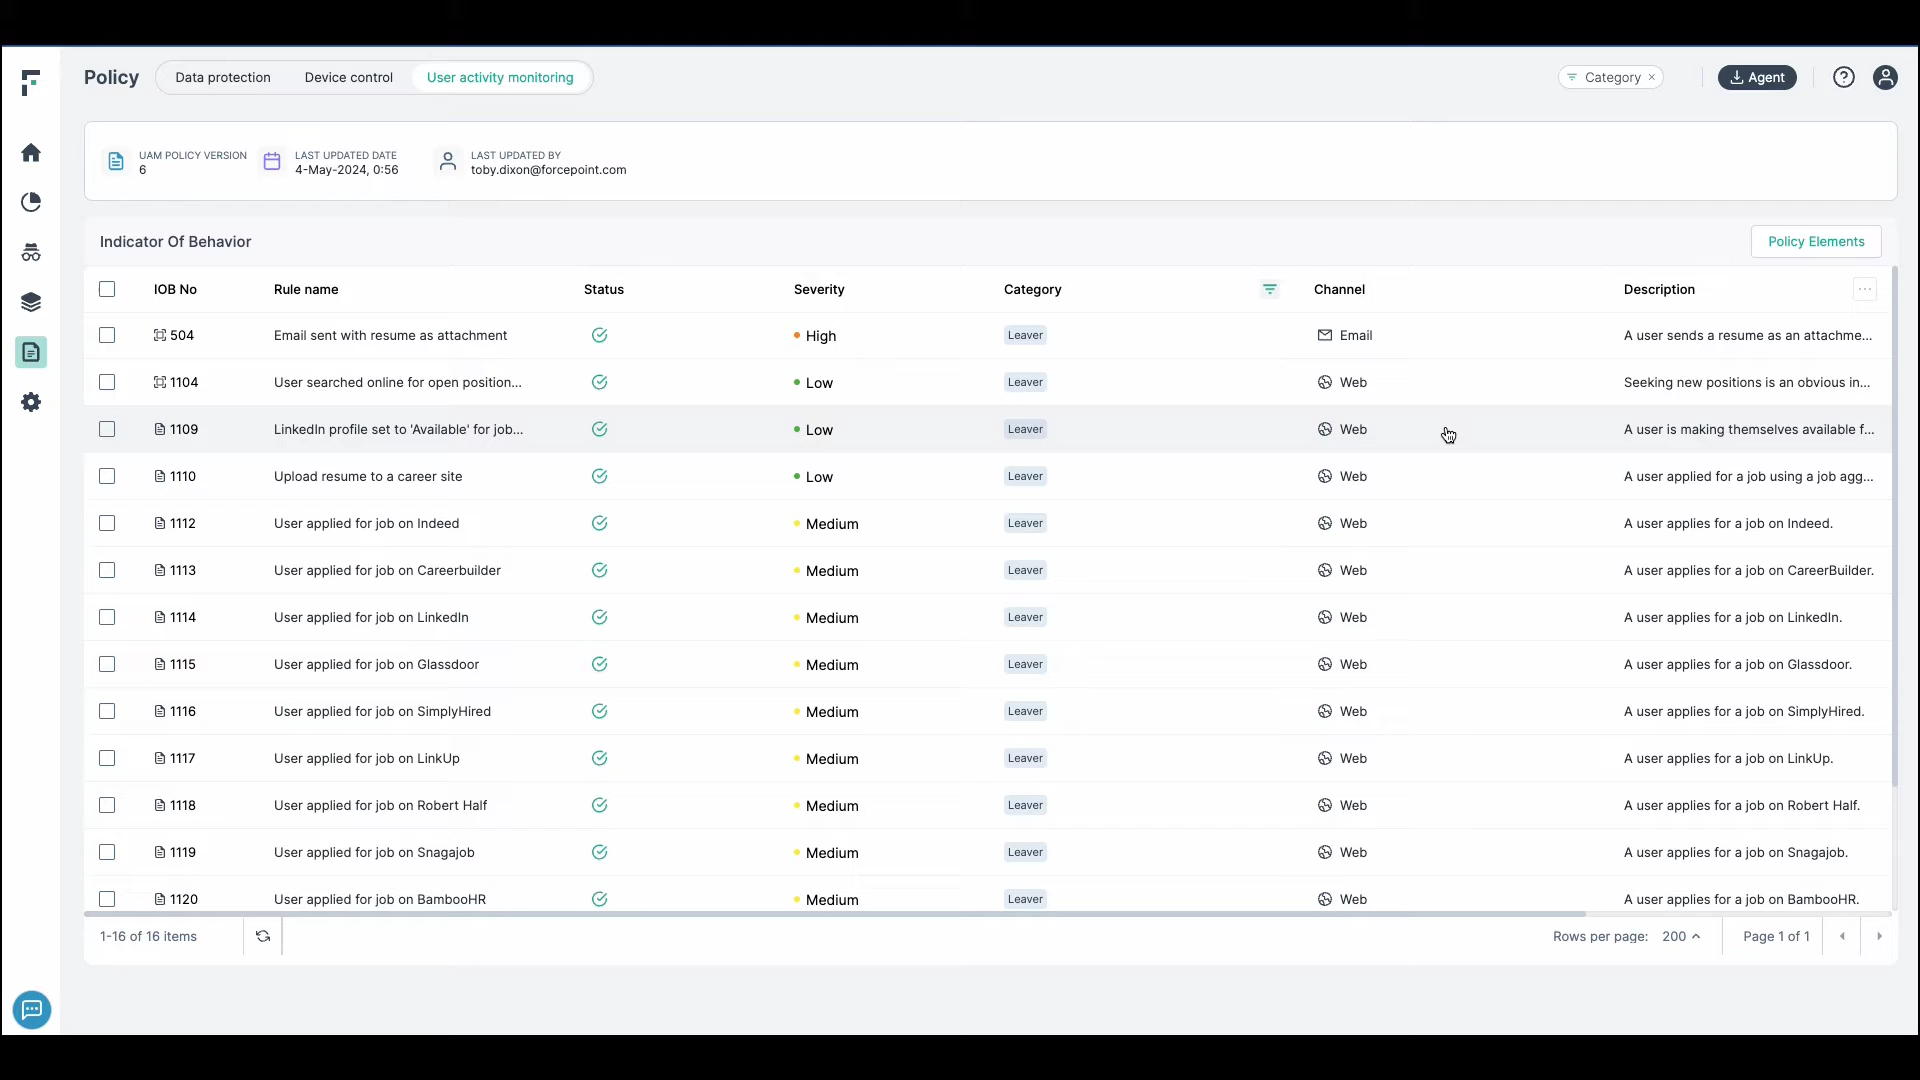 Policy Data protection Device control User activity monitoring Category × Agent
UAM POLICY VERSION LAST UPDATED DATE LAST UPDATED BY
6 4-May-2024, 0:56 toby.dixon@forcepoint.com
Indicator Of Behavior Policy Elements
IOB No Rule name Status Severity Category Channel Description ...
504 Email sent with resume as attachment High Leaver Email A user sends a resume as an attachme...
1104 User searched online for open position... Low Leaver Web Seeking new positions is an obvious in...
1109 LinkedIn profile set to 'Available' for job... Low Leaver Web A user is making themselves available f...
1110 Upload resume to a career site Low Leaver Web A user applied for a job using a job agg...
1112 User applied for job on Indeed Medium Leaver Web A user applies for a job on Indeed.
1113 User applied for job on Careerbuilder Medium Leaver Web A user applies for a job on CareerBuilder.
1114 User applied for job on LinkedIn Medium Leaver Web A user applies for a job on LinkedIn.
1115 User applied for job on Glassdoor Medium Leaver Web A user applies for a job on Glassdoor.
1116 User applied for job on SimplyHired Medium Leaver Web A user applies for a job on SimplyHired.
1117 User applied for job on LinkUp Medium Leaver Web A user applies for a job on LinkUp.
1118 User applied for job on Robert Half Medium Leaver Web A user applies for a job on Robert Half.
1119 User applied for job on Snagajob Medium Leaver Web A user applies for a job on Snagajob.
1120 User applied for job on BambooHR Medium Leaver Web A user applies for a job on BambooHR.
1-16 of 16 items Rows per page: 200 Page 1 of 1